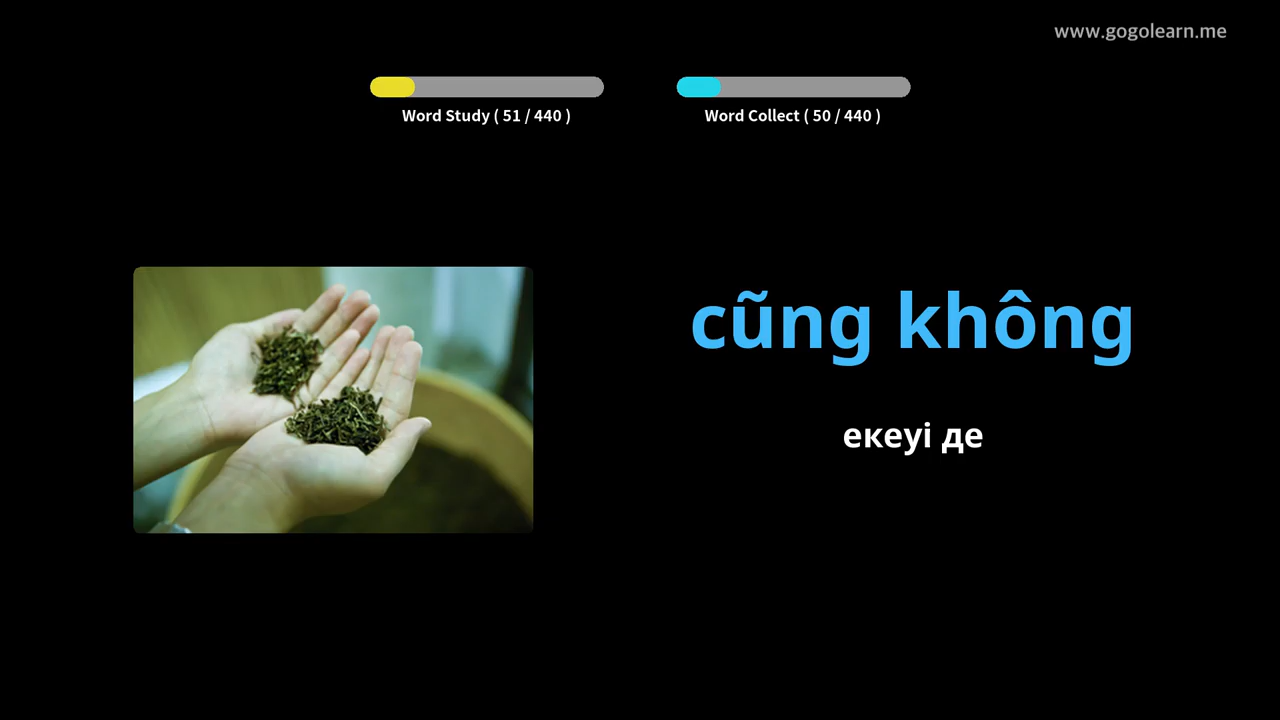 www.gogolearn.me
Word Study ( 51 / 440 )
Word Collect ( 50 / 440 )
cũng không
екеуі де